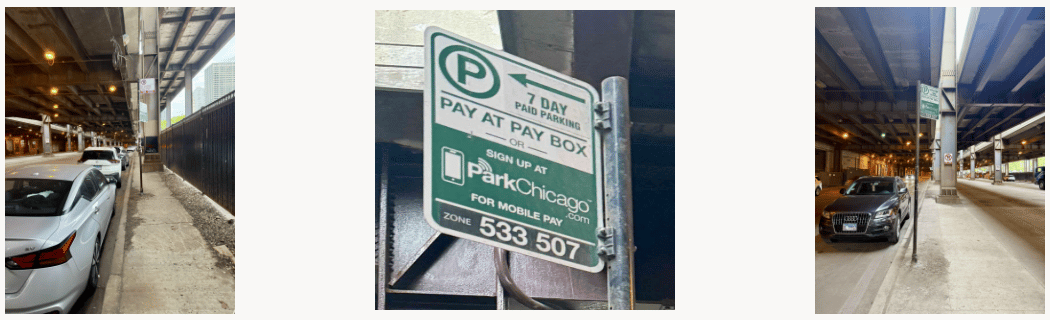 P
7 DAY
PAID PARKING
PAY AT PAY BOX
OR
SIGN UP AT
ParkChicago™
.com
FOR MOBILE PAY
ZONE 533 507